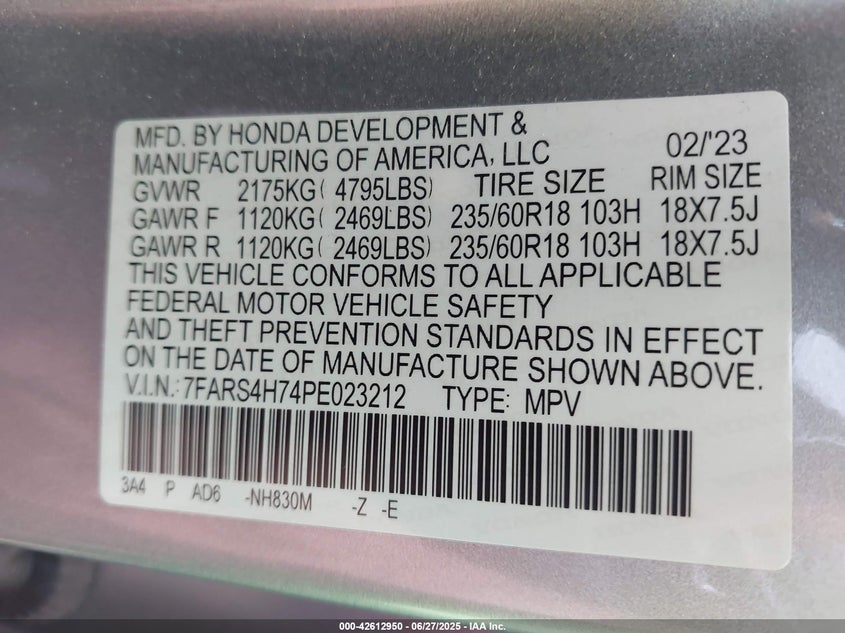 MFD. BY HONDA DEVELOPMENT &
MANUFACTURING OF AMERICA, LLC 02/'23
GVWR 2175KG( 4795LBS) TIRE SIZE RIM SIZE
GAWR F 1120KG( 2469LBS) 235/60R18 103H 18X7.5J
GAWR R 1120KG( 2469LBS) 235/60R18 103H 18X7.5J
THIS VEHICLE CONFORMS TO ALL APPLICABLE
FEDERAL MOTOR VEHICLE SAFETY
AND THEFT PREVENTION STANDARDS IN EFFECT
ON THE DATE OF MANUFACTURE SHOWN ABOVE.
V.I.N.: 7FARS4H74PE023212 TYPE: MPV
3A4 P AD6 -NH830M -Z -E
000-42612950 - 06/27/2025 - IAA Inc.